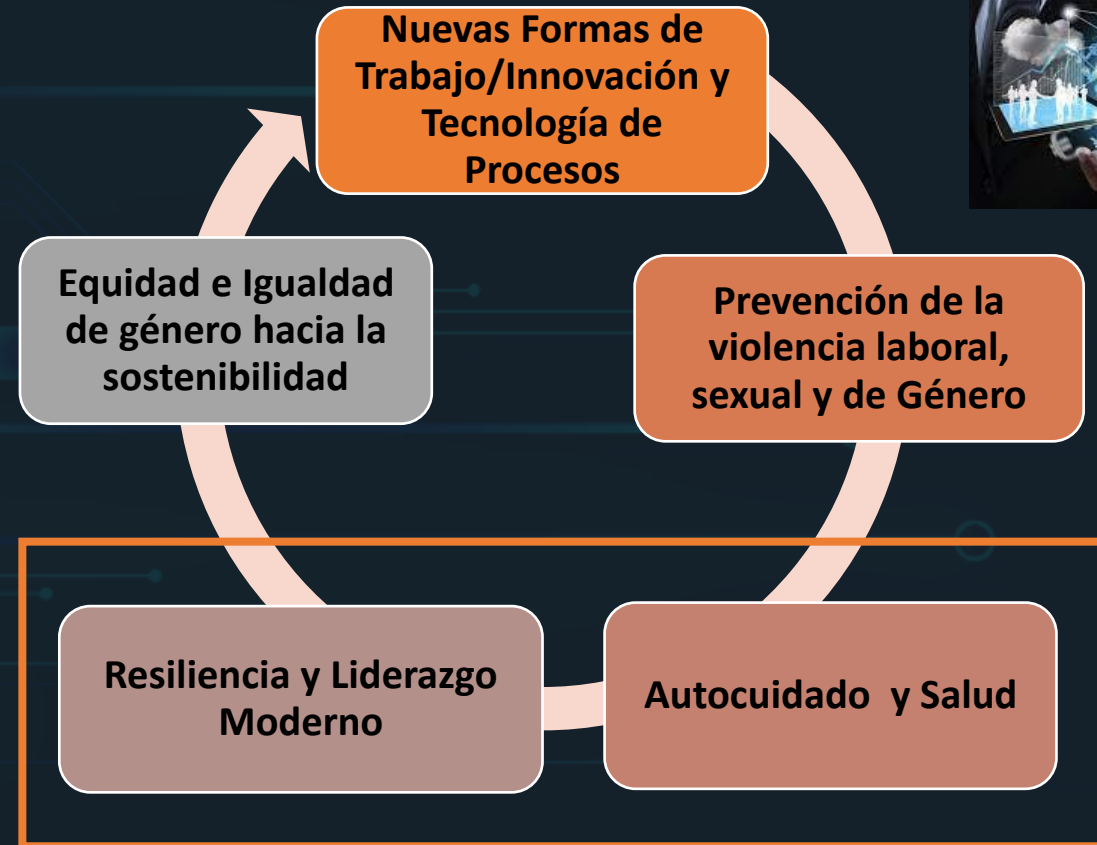 Nuevas Formas de
Trabajo/Innovación y
Tecnología de
Procesos
Equidad e Igualdad
de género hacia la
sostenibilidad
Prevención de la
violencia laboral,
sexual y de Género
Resiliencia y Liderazgo
Moderno
Autocuidado  y Salud